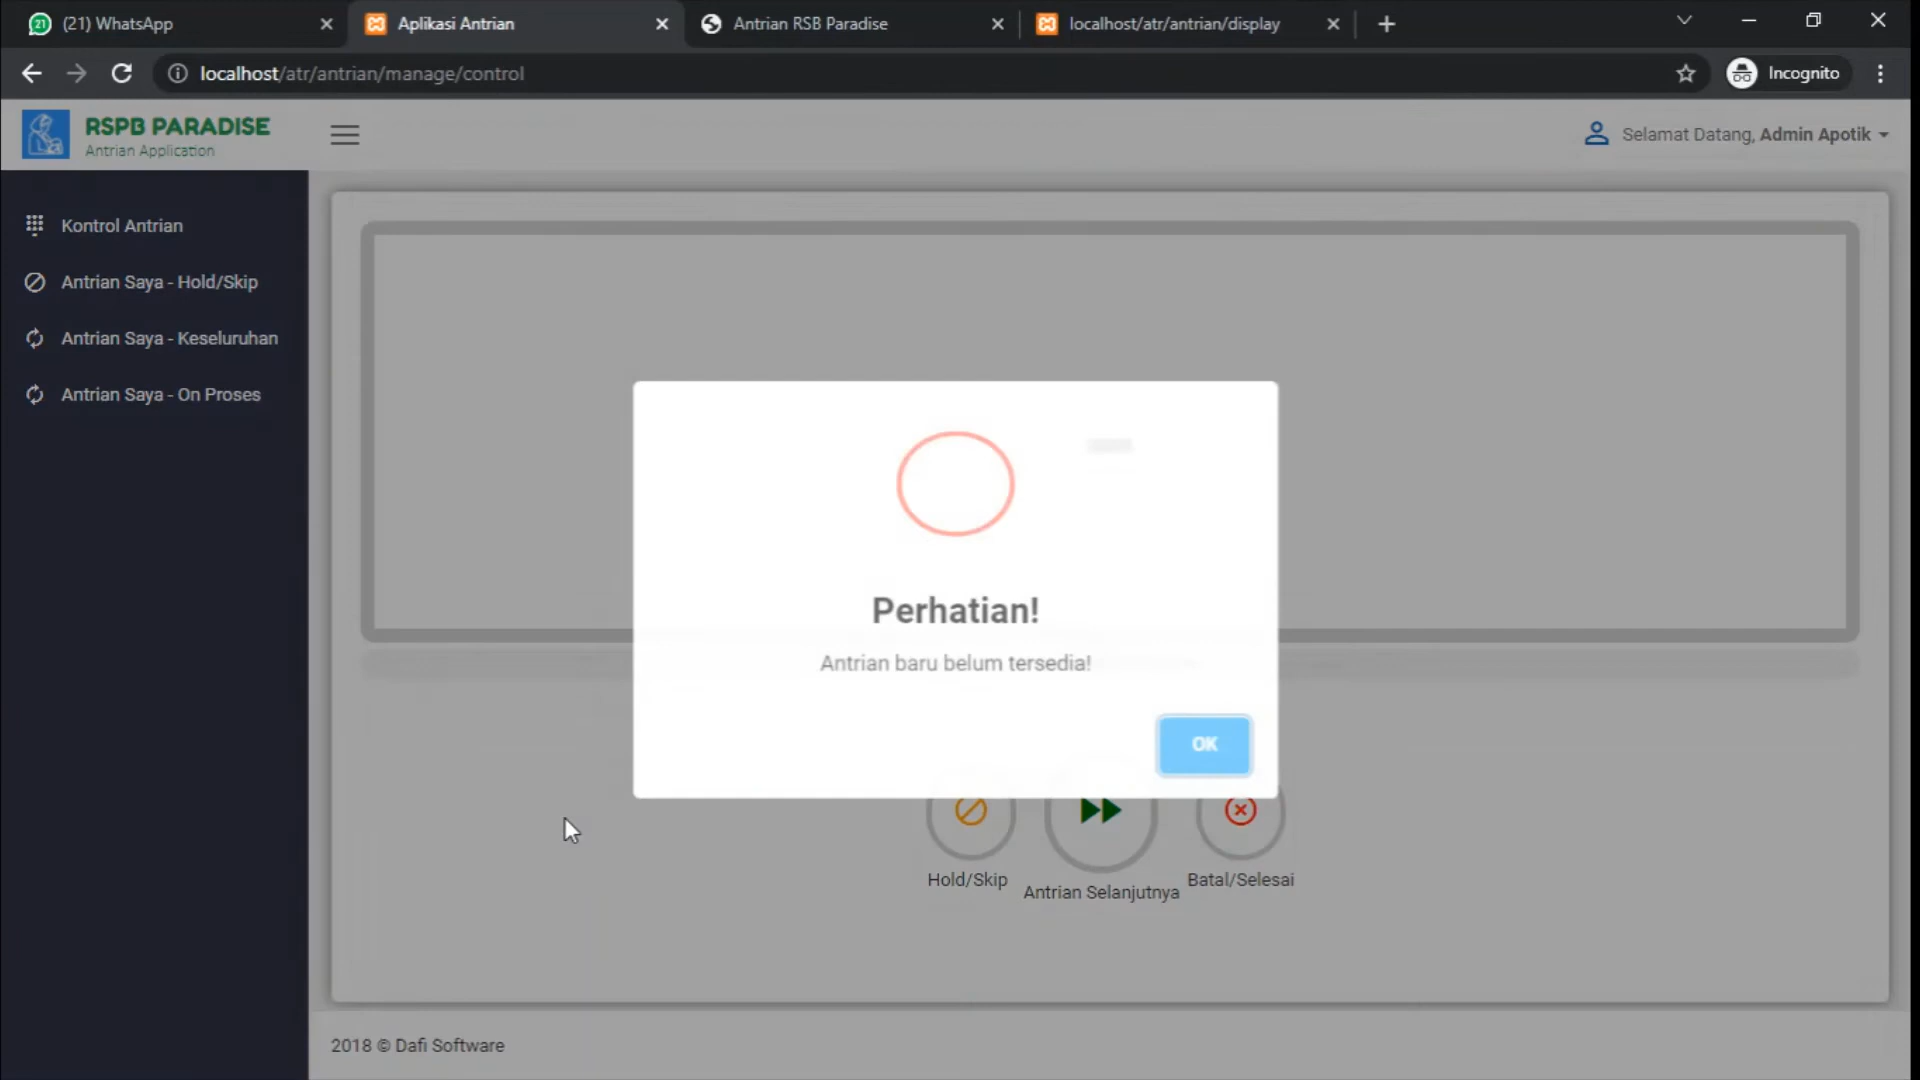 21
(21) WhatsApp
Aplikasi Antrian
Antrian RSB Paradise
localhost/atr/antrian/display
localhost/atr/antrian/manage/control
Incognito
RSPB PARADISE
Antrian Application
Selamat Datang, Admin Apotik
Kontrol Antrian
Antrian Saya - Hold/Skip
Antrian Saya - Keseluruhan
Antrian Saya - On Proses
Perhatian!
Antrian baru belum tersedia!
OK
Hold/Skip
Antrian Selanjutnya
Batal/Selesai
2018 © Dafi Software